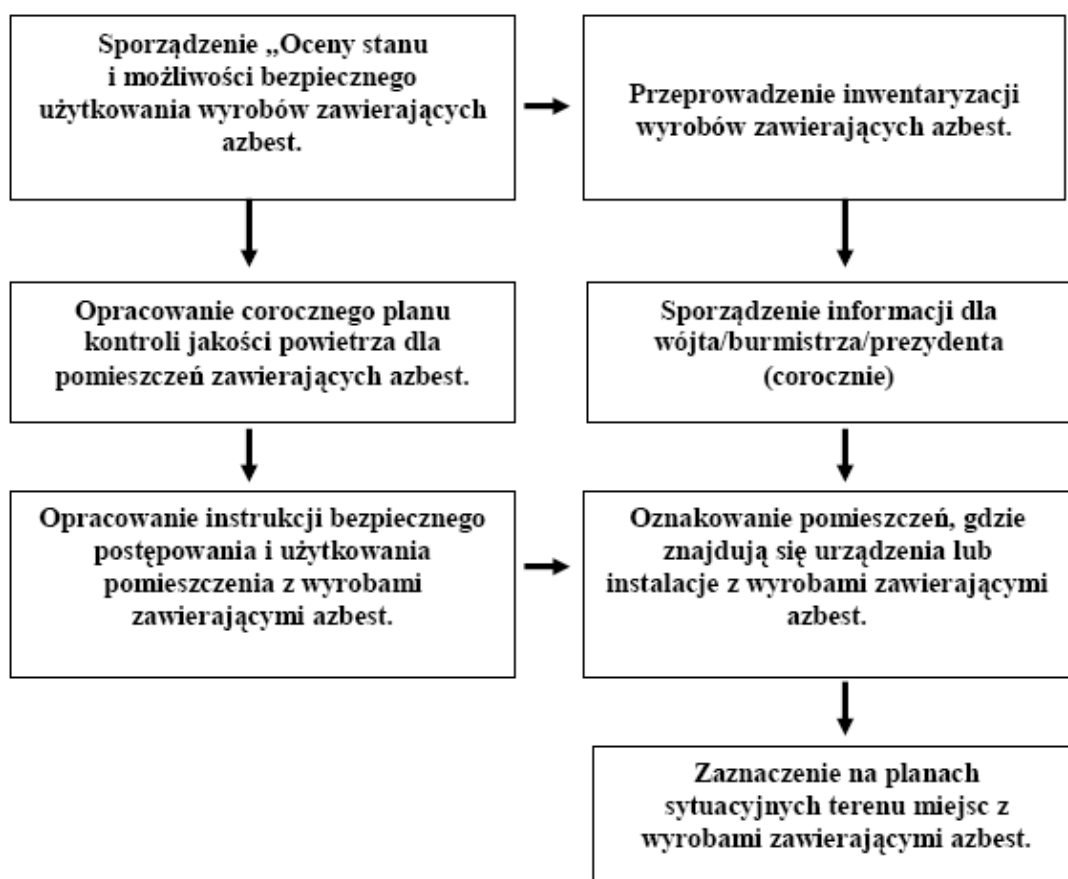 Sporządzenie „Oceny stanu
i możliwości bezpiecznego
użytkowania wyrobów zawierających
azbest.
Przeprowadzenie inwentaryzacji
wyrobów zawierających azbest.
Opracowanie corocznego planu
kontroli jakości powietrza dla
pomieszczeń zawierających azbest.
Sporządzenie informacji dla
wójta/burmistrza/prezydenta
(corocznie)
Opracowanie instrukcji bezpiecznego
postępowania i użytkowania
pomieszczenia z wyrobami
zawierającymi azbest.
Oznakowanie pomieszczeń, gdzie
znajdują się urządzenia lub
instalacje z wyrobami zawierającymi
azbest.
Zaznaczenie na planach
sytuacyjnych terenu miejsc z
wyrobami zawierającymi azbest.